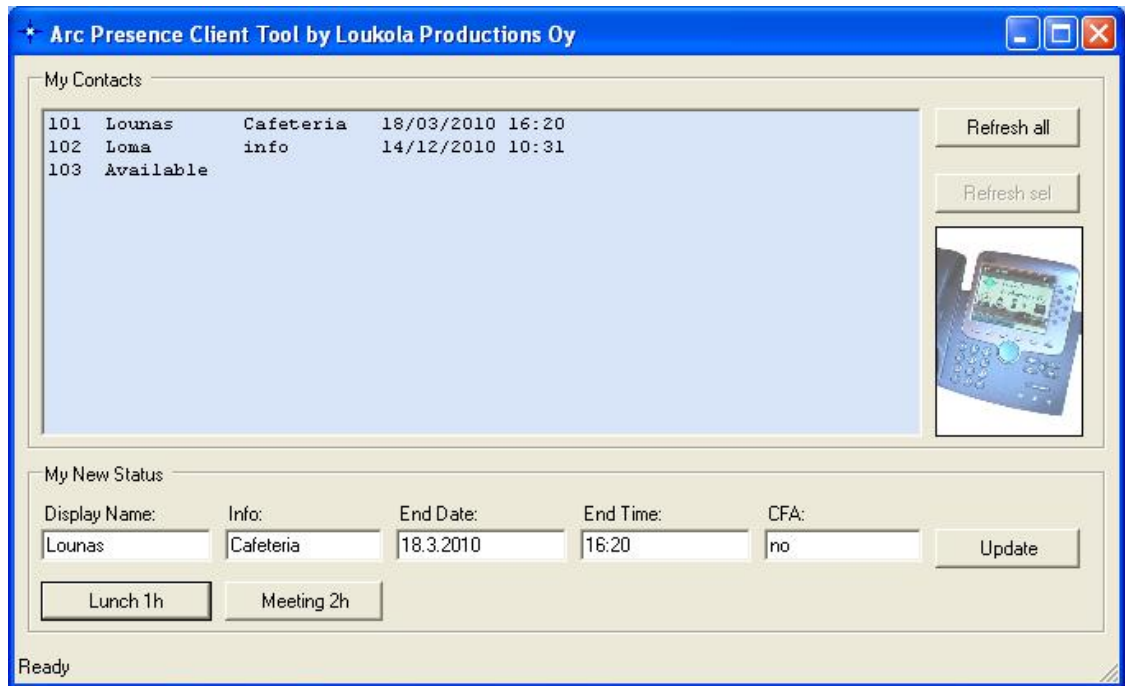 Arc Presence Client Tool by Loukola Productions Oy
My Contacts
101 Lounas Cafeteria 18/03/2010 16:20
102 Loma info 14/12/2010 10:31
103 Available
Refresh all
Refresh sel
My New Status
Display Name: Info: End Date: End Time: CFA:
Lounas Cafeteria 18.3.2010 16:20 no Update
Lunch 1h Meeting 2h
Ready